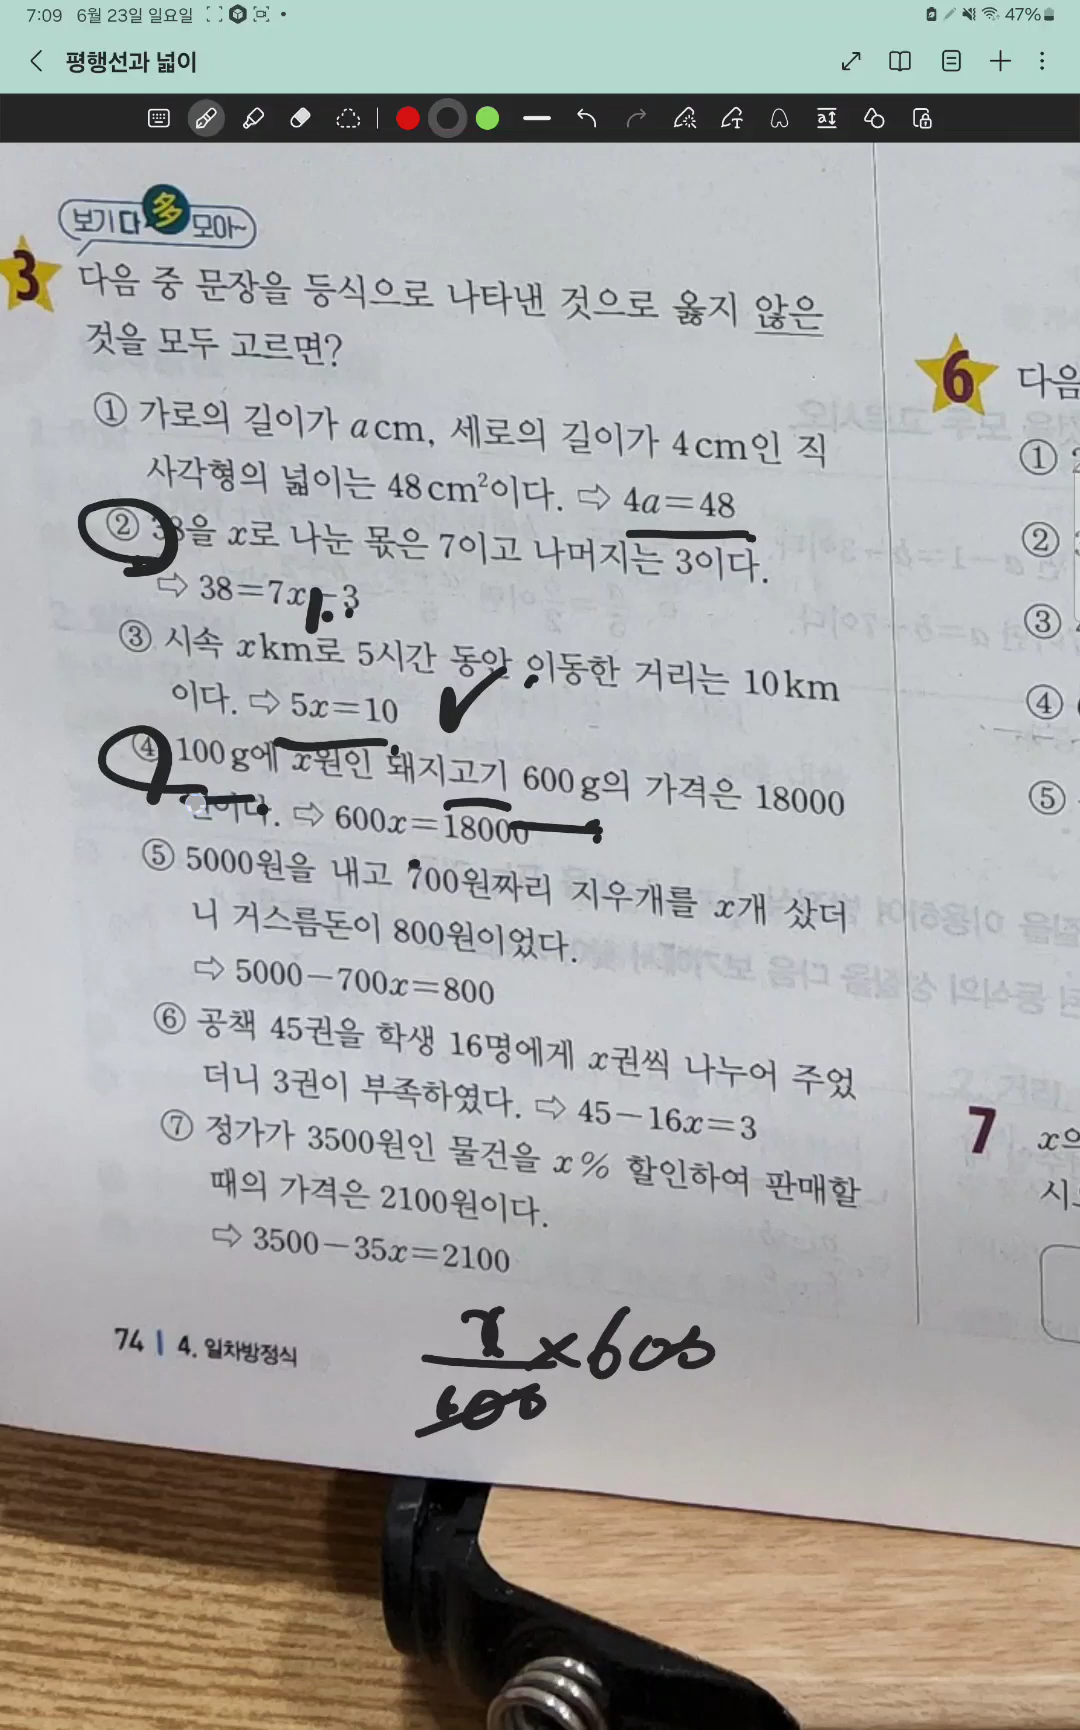 7:09 6월 23일 일요일
47%
평행선과 넓이
보기 다 多 모아~
3 다음 중 문장을 등식으로 나타낸 것으로 옳지 않은
것을 모두 고르면?
① 가로의 길이가 a cm, 세로의 길이가 4 cm인 직
사각형의 넓이는 48 cm²이다. ⇨ 4a=48
② 38을 x로 나눈 몫은 7이고 나머지는 3이다.
⇨ 38=7x-3
③ 시속 x km로 5시간 동안 이동한 거리는 10 km
이다. ⇨ 5x=10
④ 100 g에 x원인 돼지고기 600 g의 가격은 18000
원이다. ⇨ 600x=18000
⑤ 5000원을 내고 700원짜리 지우개를 x개 샀더
니 거스름돈이 800원이었다.
⇨ 5000-700x=800
⑥ 공책 45권을 학생 16명에게 x권씩 나누어 주었
더니 3권이 부족하였다. ⇨ 45-16x=3
⑦ 정가가 3500원인 물건을 x% 할인하여 판매할
때의 가격은 2100원이다.
⇨ 3500-35x=2100
x
×600
100
74 | 4. 일차방정식
6 다음
①
②
③
④
⑤
7 x의
시